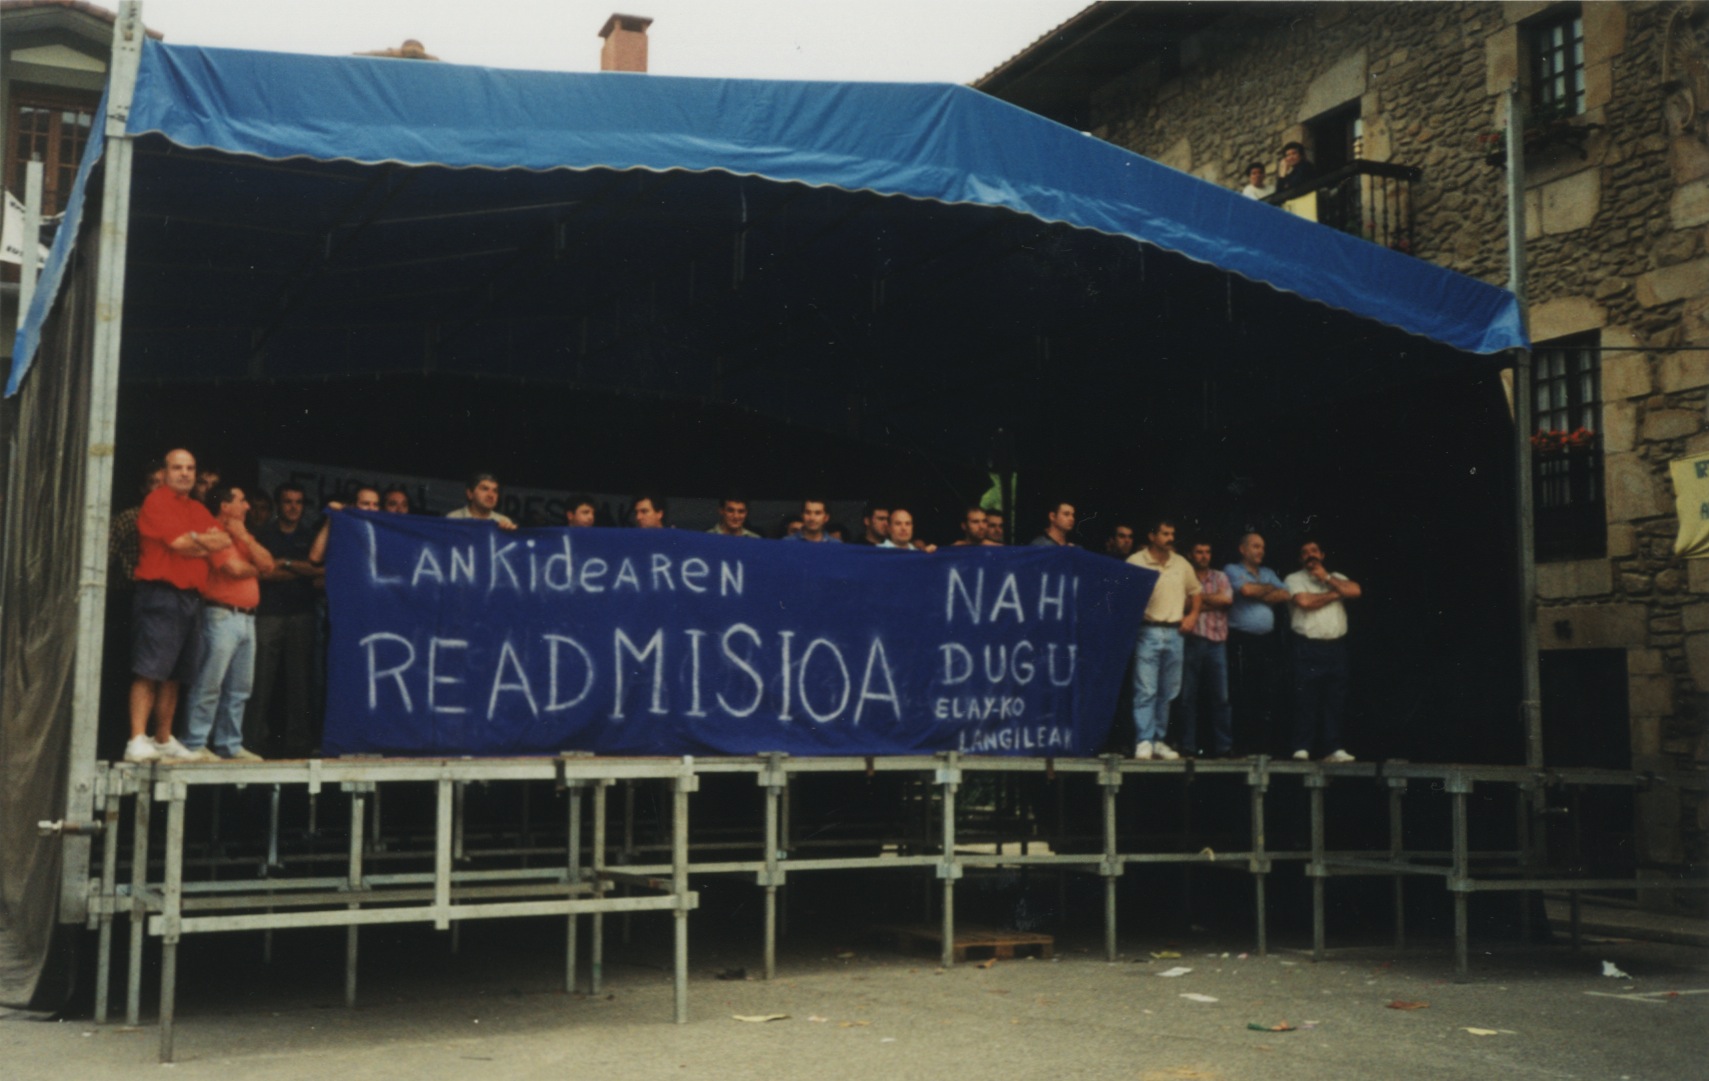 LANKIDEAREN
READMISIOA
NAHI
DUGU
ELAY-KO
LANGILEAK